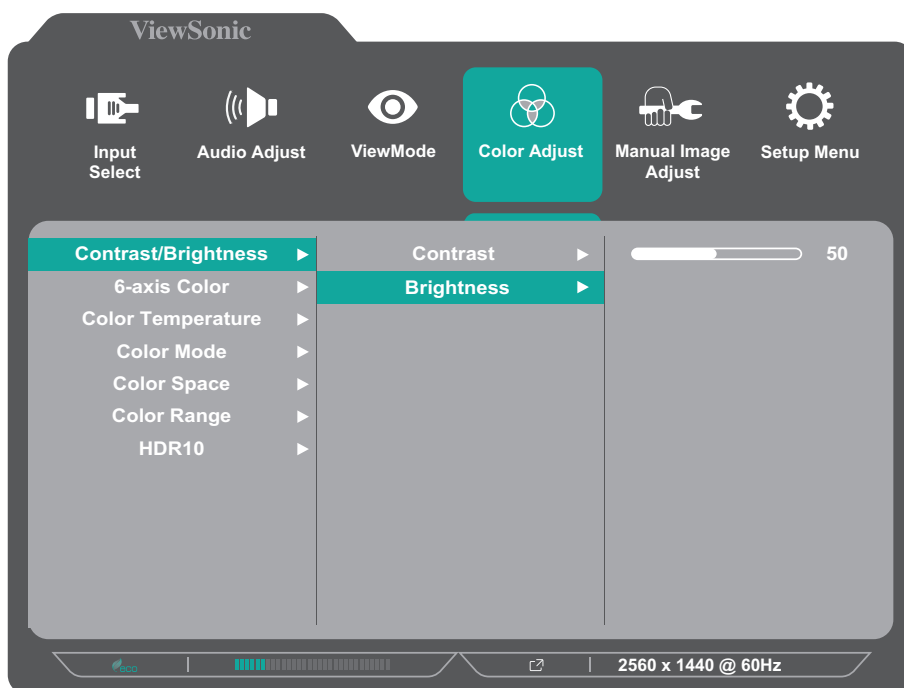 ViewSonic
Input
Select
Audio Adjust
ViewMode
Color Adjust
Manual Image
Adjust
Setup Menu
Contrast/Brightness
6-axis Color
Color Temperature
Color Mode
Color Space
Color Range
HDR10
Contrast
Brightness
50
eco
2560 x 1440 @ 60Hz